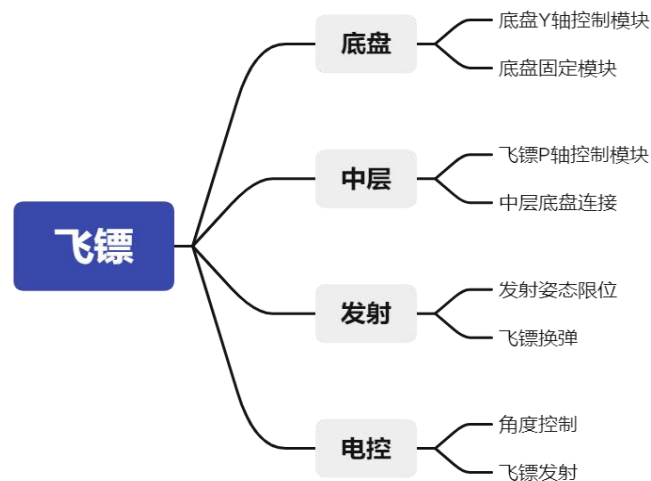 飞镖
底盘
底盘Y轴控制模块
底盘固定模块
中层
飞镖P轴控制模块
中层底盘连接
发射
发射姿态限位
飞镖换弹
电控
角度控制
飞镖发射